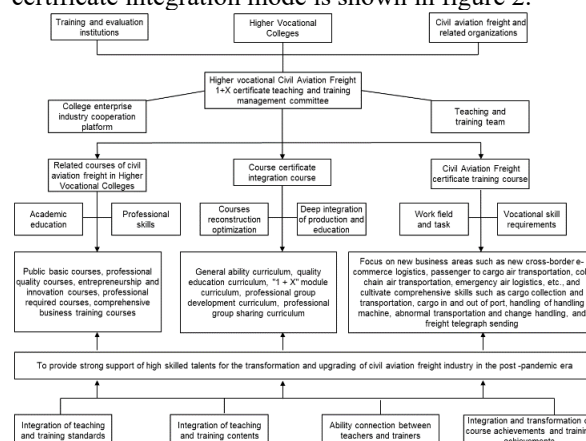 certificate integration mode is shown in figure 2.
Training and evaluation
institutions
Higher Vocational
Colleges
Civil aviation freight and
related organizations
Higher vocational Civil Aviation Freight
1+X certificate teaching and training
management committee
College enterprise
industry cooperation
platform
Teaching and
training team
Related courses of civil
aviation freight in Higher
Vocational Colleges
Course certificate
integration course
Civil Aviation Freight
certificate training course
Academic
education
Professional
skills
Courses
reconstruction
optimization
Deep integration
of production and
education
Work field
and task
Vocational skill
requirements
Public basic courses, professional
quality courses, entrepreneurship and
innovation courses, professional
required courses, comprehensive
business training courses
General ability curriculum, quality
education curriculum, "1 + X" module
curriculum, professional group
development curriculum, professional
group sharing curriculum
Focus on new business areas such as new cross-border e-
commerce logistics, passenger to cargo air transportation,
chain air transportation, emergency air logistics, etc., and
cultivate comprehensive skills such as cargo collection and
transportation, cargo in and out of port, handling of handling
machine, abnormal transportation and change handling, and
freight telegraph sending
To provide strong support of high skilled talents for the transformation and upgrading of civil aviation freight industry in the post -pandemic era
Integration of teaching
and training standards
Integration of teaching
and training contents
Ability connection between
teachers and trainers
Integration and transformation
course achievements and